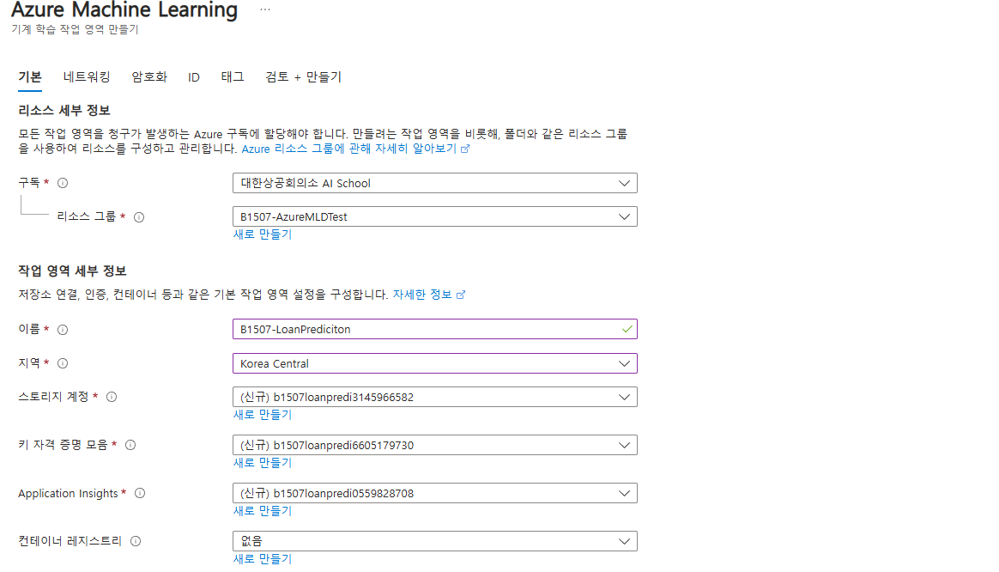 Azure Machine Learning ...
기계 학습 작업 영역 만들기
기본 네트워킹 암호화 ID 태그 검토 + 만들기
리소스 세부 정보
모든 작업 영역을 청구가 발생하는 Azure 구독에 할당해야 합니다. 만들려는 작업 영역을 비롯해, 폴더와 같은 리소스 그룹
을 사용하여 리소스를 구성하고 관리합니다. Azure 리소스 그룹에 관해 자세히 알아보기
구독 * 대한상공회의소 AI School
리소스 그룹 * B1507-AzureMLDTest
새로 만들기
작업 영역 세부 정보
저장소 연결, 인증, 컨테이너 등과 같은 기본 작업 영역 설정을 구성합니다. 자세한 정보
이름 * B1507-LoanPrediciton
지역 * Korea Central
스토리지 계정 * (신규) b1507loanpredi3145966582
새로 만들기
키 자격 증명 모음 * (신규) b1507loanpredi6605179730
새로 만들기
Application Insights * (신규) b1507loanpredi0559828708
새로 만들기
컨테이너 레지스트리 없음
새로 만들기